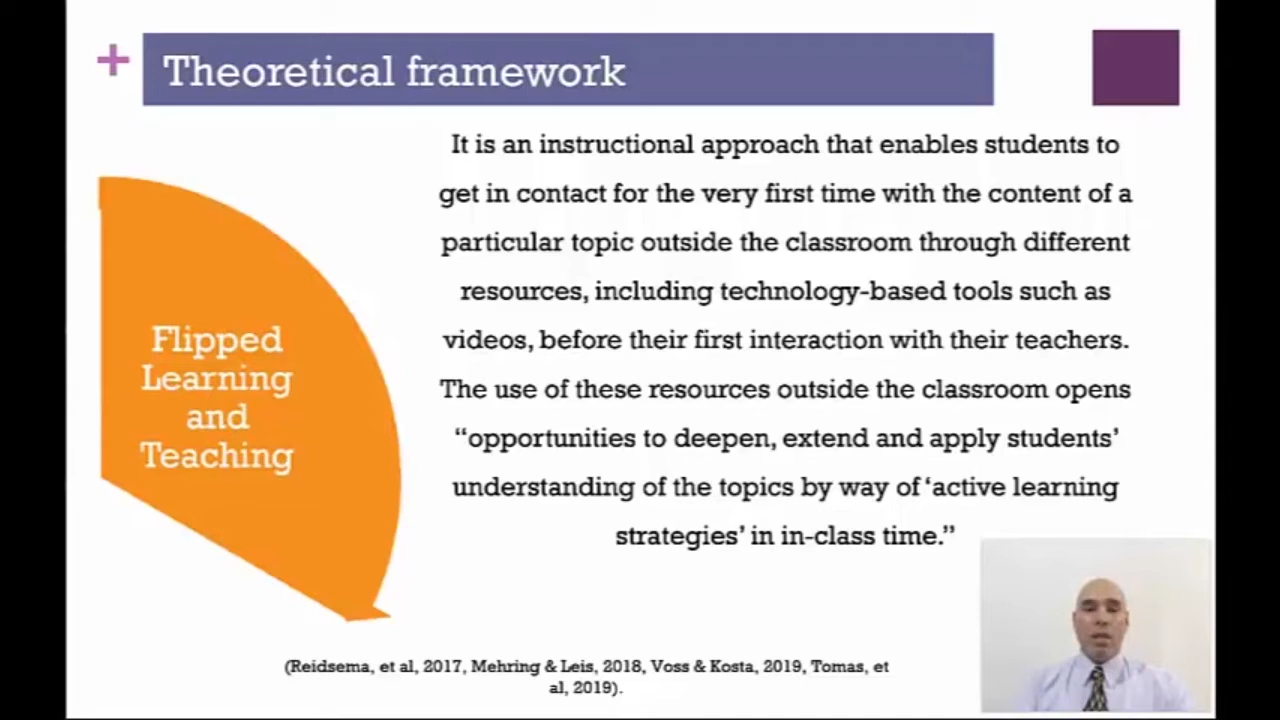 +
Theoretical framework
It is an instructional approach that enables students to
get in contact for the very first time with the content of a
particular topic outside the classroom through different
resources, including technology-based tools such as
videos, before their first interaction with their teachers.
The use of these resources outside the classroom opens
“opportunities to deepen, extend and apply students’
understanding of the topics by way of ‘active learning
strategies’ in in-class time.”
Flipped
Learning
and
Teaching
(Reidsema, et al, 2017, Mehring & Leis, 2018, Voss & Kosta, 2019, Tomas, et
al, 2019).